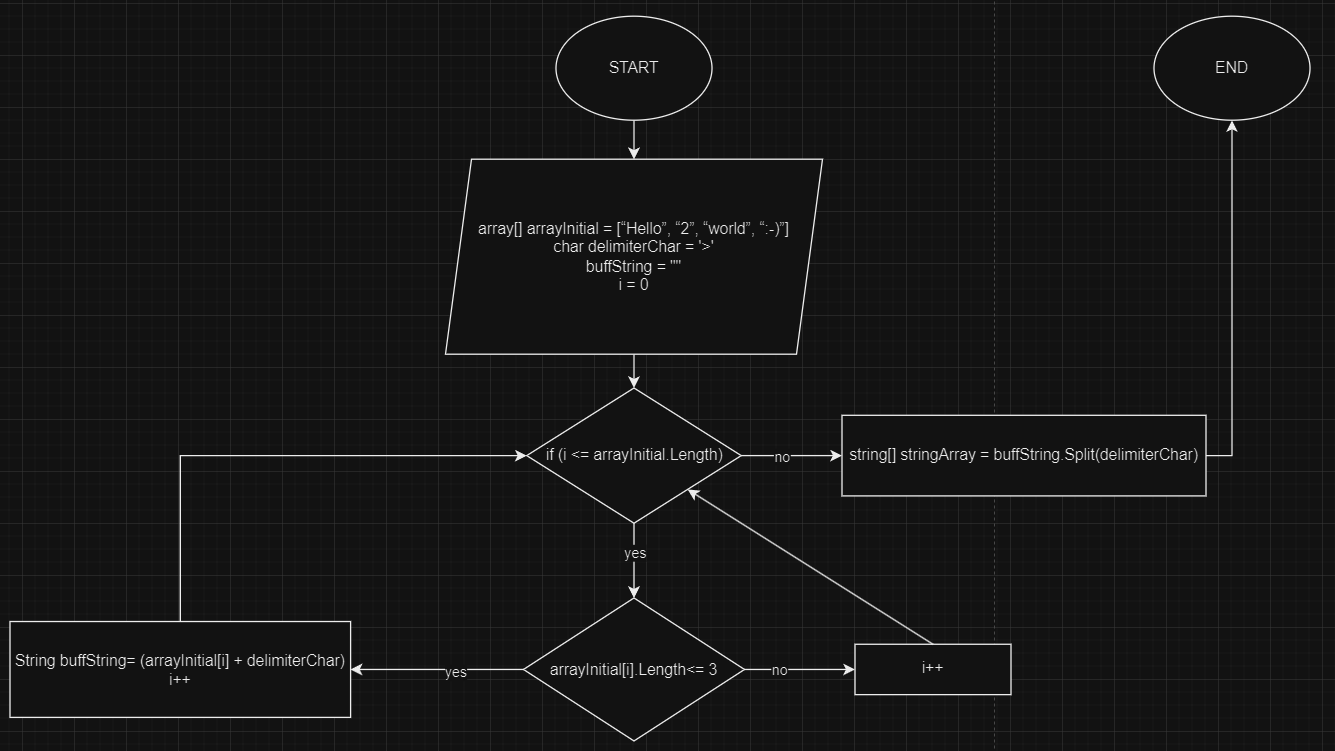 START
END
array[] arrayInitial = [“Hello”, “2”, “world”, “:-)”]
char delimiterChar = '>'
buffString = ""
i = 0
if (i <= arrayInitial.Length)
no
string[] stringArray = buffString.Split(delimiterChar)
yes
String buffString= (arrayInitial[i] + delimiterChar)
i++
yes
arrayInitial[i].Length<= 3
no
i++